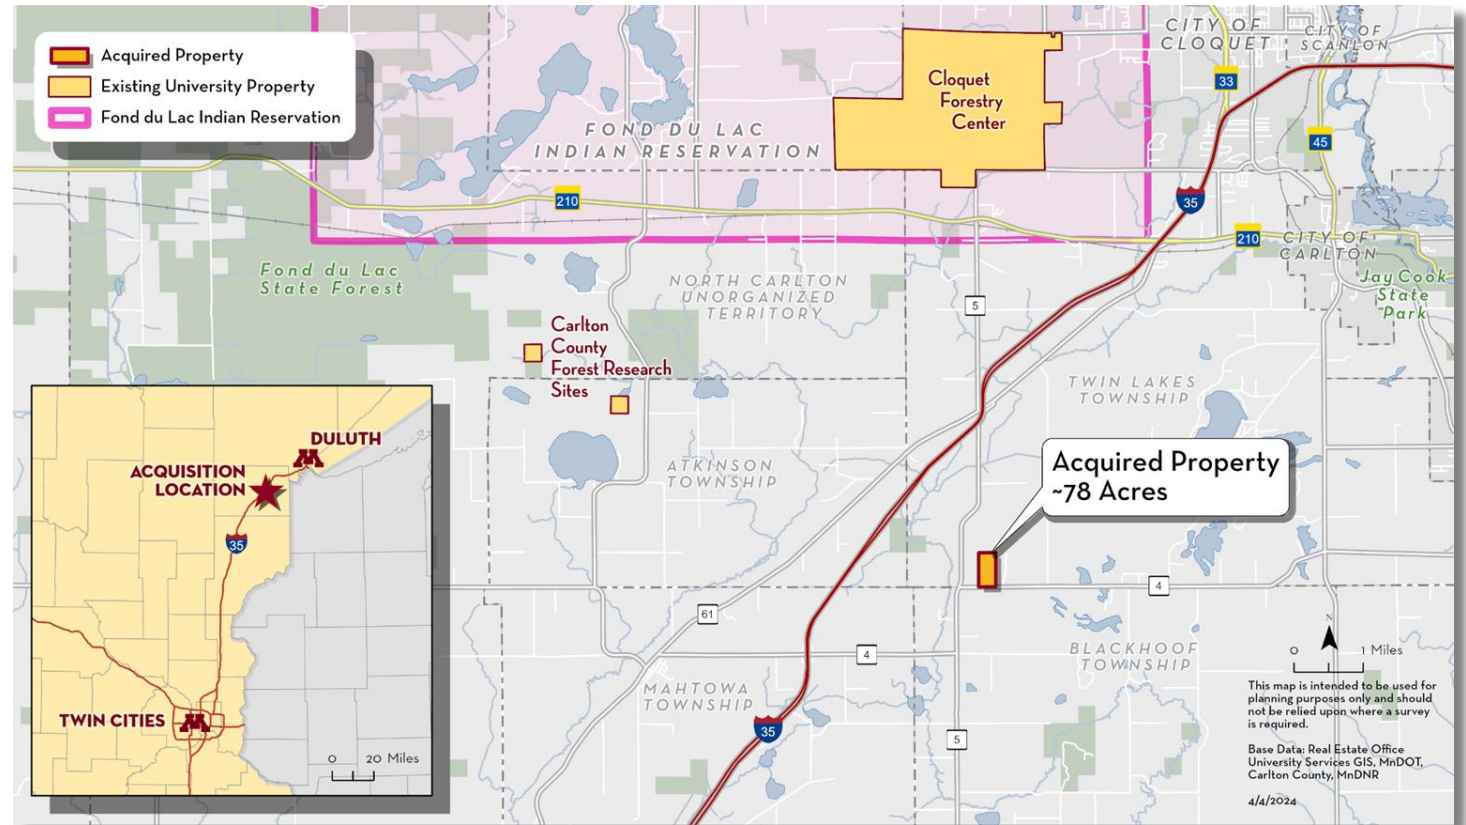 Acquired Property
Existing University Property
Fond du Lac Indian Reservation
CITY OF
CLOQUET
CITY OF
SCANLON
33
45
Cloquet
Forestry
Center
FOND DU LAC
INDIAN RESERVATION
210
35
210
CITY OF
CARLTON
Jay Cook
State
Park
Fond du Lac
State Forest
NORTH CARLTON
UNORGANIZED
TERRITORY
5
Carlton
County
Forest Research
Sites
TWIN LAKES
TOWNSHIP
ATKINSON
TOWNSHIP
Acquired Property
~78 Acres
4
61
4
BLACKHOOF
TOWNSHIP
MAHTOWA
TOWNSHIP
35
5
DULUTH
ACQUISITION
LOCATION
35
TWIN CITIES
0 20 Miles
N
0 1 Miles
This map is intended to be used for
planning purposes only and should
not be relied upon where a survey
is required.
Base Data: Real Estate Office
University Services GIS, MnDOT,
Carlton County, MnDNR
4/4/2024